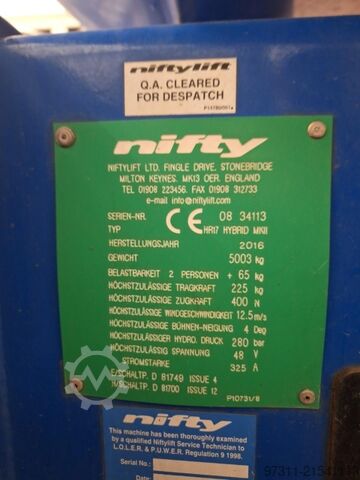 niftylift
Q.A. CLEARED
FOR DESPATCH
nifty
NIFTYLIFT LTD. FINGLE DRIVE, STONEBRIDGE
MILTON KEYNES, MK13 OER, ENGLAND
TEL 01908 223456. FAX 01908 312733
e-mail info@niftylift.com
SERIEN-NR. CE 08 34113
TYP HR17 HYBRID MKII
HERSTELLUNGSJAHR 2016
GEWICHT 5003 kg
BELASTBARKEIT 2 PERSONEN + 65 kg
HÖCHSTZULÄSSIGE TRAGKRAFT 225 kg
HÖCHSTZULÄSSIGE ZUGKRAFT 400 N
HÖCHSTZULÄSSIGE WINDGESCHWINDIGKEIT 12.5 m/s
HÖCHSTZULÄSSIGE BÜHNEN-NEIGUNG 4 Deg
HÖCHSTZULÄSSIGER HYDRO. DRUCK 280 bar
HÖCHSTZULÄSSIG SPANNUNG 48 V
STROMSTÄRKE 325 A
E/SCHALTP. D 81749 ISSUE 4
H/SCHALTP. D 81700 ISSUE 12
P10731/8
nifty
This machine has been thoroughly examined
by a qualified Niftylift Service Technician to
L.O.L.E.R. & P.U.W.E.R. Regulation 9 1998.
Serial No.: